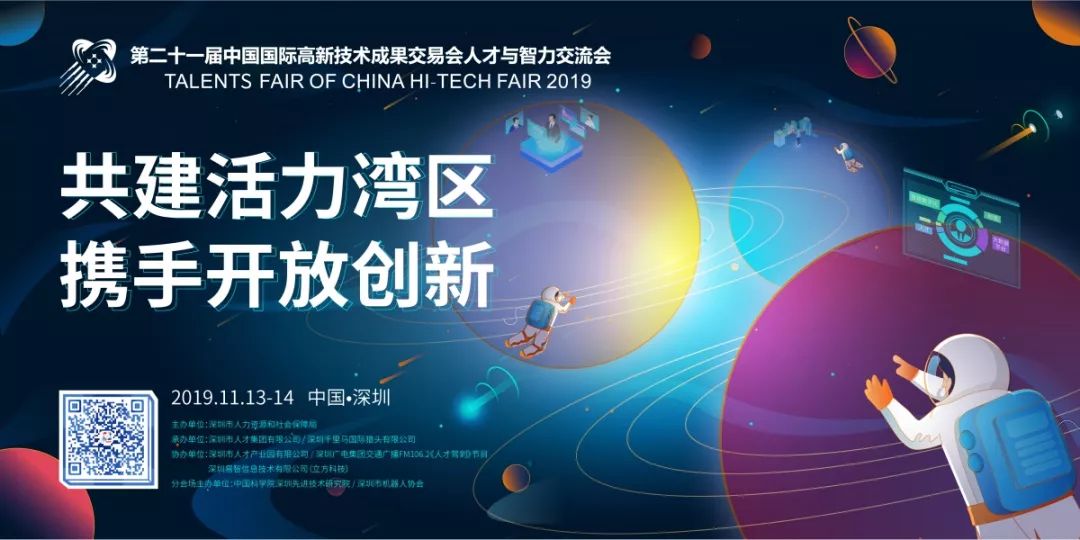 第二十一届中国国际高新技术成果交易会人才与智力交流会
TALENTS FAIR OF CHINA HI-TECH FAIR 2019
共建活力湾区
携手开放创新
2019.11.13-14 中国•深圳
主办单位:深圳市人力资源和社会保障局
承办单位:深圳市人才集团有限公司 / 深圳千里马国际猎头有限公司
协办单位:深圳市人才产业园有限公司 / 深圳广电集团交通广播FM106.2《人才驾到》节目
深圳易智信息技术有限公司(立方科技)
分会场主办单位:中国科学院深圳先进技术研究院 / 深圳市机器人协会